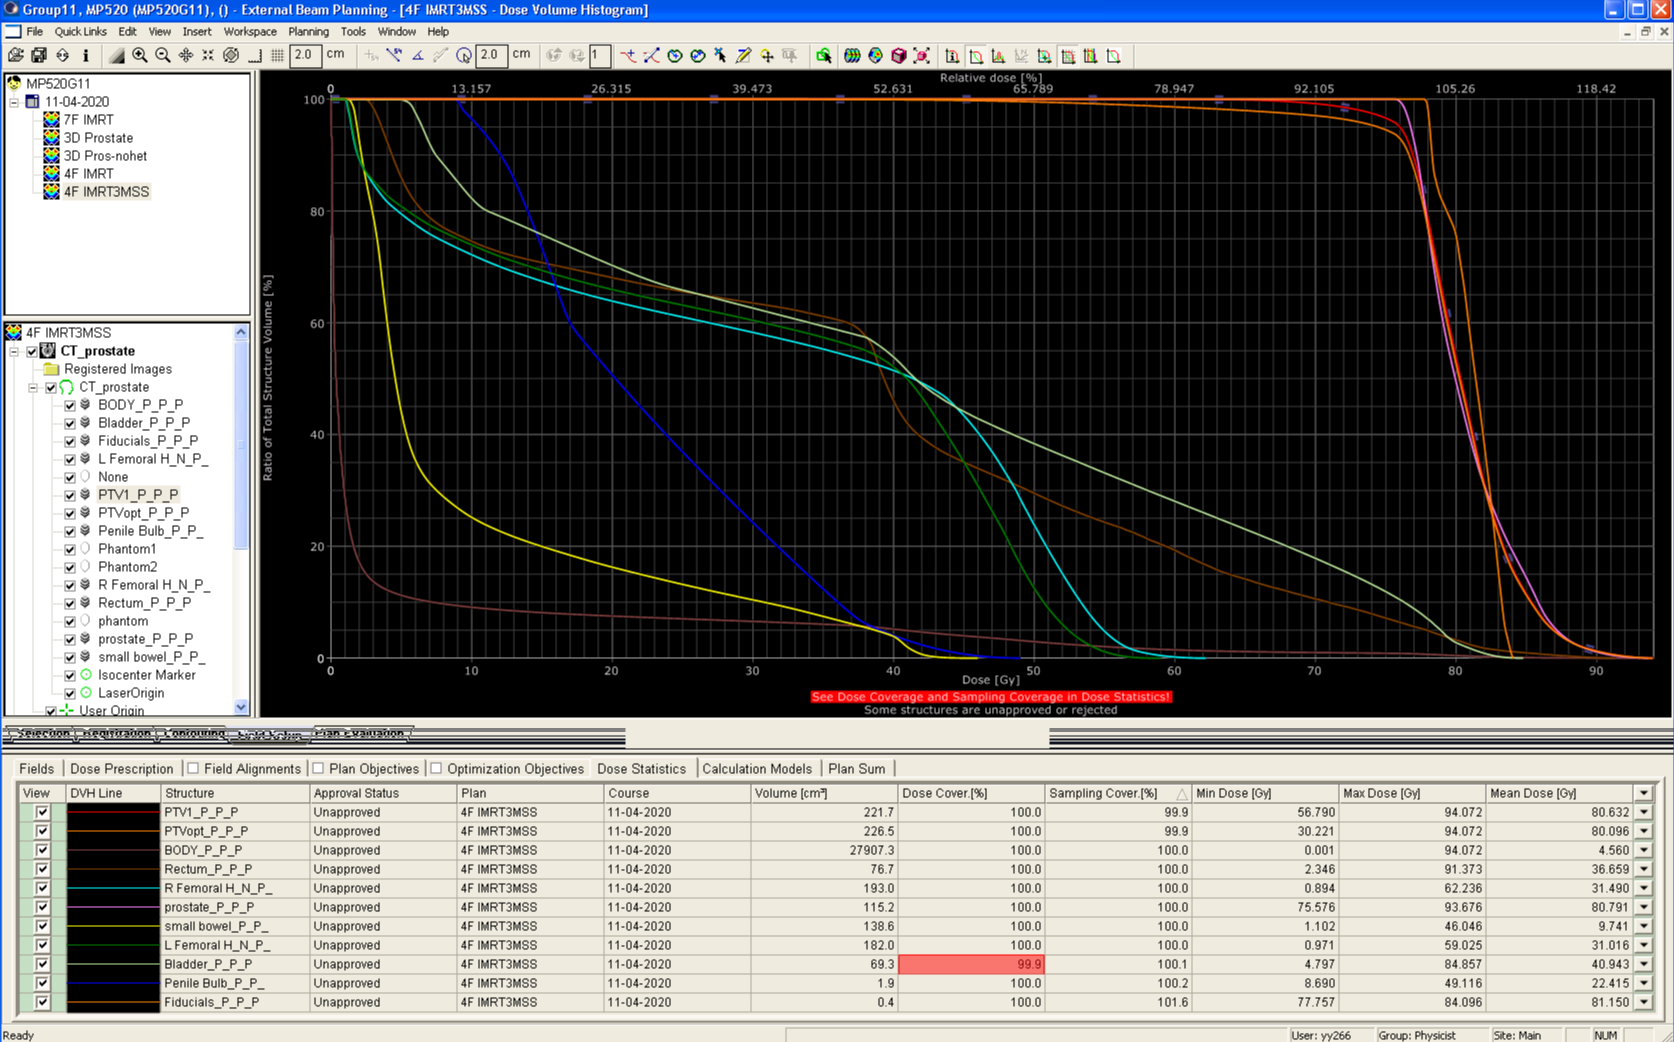 Group11, MP520 (MP520G11), () - External Beam Planning - [4F IMRT3MSS - Dose Volume Histogram]
File Quick Links Edit View Insert Workspace Planning Tools Window Help
2.0 cm 2.0 cm 1
MP520G11
11-04-2020
7F IMRT
3D Prostate
3D Pros-nohet
4F IMRT
4F IMRT3MSS
4F IMRT3MSS
CT_prostate
Registered Images
CT_prostate
BODY_P_P_P
Bladder_P_P_P
Fiducials_P_P_P
L Femoral H_N_P_
None
PTV1_P_P_P
PTVopt_P_P_P
Penile Bulb_P_P_
Phantom1
Phantom2
R Femoral H_N_P_
Rectum_P_P_P
phantom
prostate_P_P_P
small bowel_P_P_
Isocenter Marker
LaserOrigin
User Origin
Relative dose [%]
0 13.157 26.315 39.473 52.631 65.789 78.947 92.105 105.26 118.42
Ratio of Total Structure Volume [%]
100
80
60
40
20
0
0 10 20 30 40 50 60 70 80 90
Dose [Gy]
See Dose Coverage and Sampling Coverage in Dose Statistics!
Some structures are unapproved or rejected
Selection Registration Contouring Field Setup Plan Evaluation
Fields Dose Prescription Field Alignments Plan Objectives Optimization Objectives Dose Statistics Calculation Models Plan Sum
View DVH Line Structure Approval Status Plan Course Volume [cm³] Dose Cover.[%] Sampling Cover.[%] Min Dose [Gy] Max Dose [Gy] Mean Dose [Gy]
PTV1_P_P_P Unapproved 4F IMRT3MSS 11-04-2020 221.7 100.0 99.9 56.790 94.072 80.632
PTVopt_P_P_P Unapproved 4F IMRT3MSS 11-04-2020 226.5 100.0 99.9 30.221 94.072 80.096
BODY_P_P_P Unapproved 4F IMRT3MSS 11-04-2020 27907.3 100.0 100.0 0.001 94.072 4.560
Rectum_P_P_P Unapproved 4F IMRT3MSS 11-04-2020 76.7 100.0 100.0 2.346 91.373 36.659
R Femoral H_N_P_ Unapproved 4F IMRT3MSS 11-04-2020 193.0 100.0 100.0 0.894 62.236 31.490
prostate_P_P_P Unapproved 4F IMRT3MSS 11-04-2020 115.2 100.0 100.0 75.576 93.676 80.791
small bowel_P_P_ Unapproved 4F IMRT3MSS 11-04-2020 138.6 100.0 100.0 1.102 46.046 9.741
L Femoral H_N_P_ Unapproved 4F IMRT3MSS 11-04-2020 182.0 100.0 100.0 0.971 59.025 31.016
Bladder_P_P_P Unapproved 4F IMRT3MSS 11-04-2020 69.3 99.9 100.1 4.797 84.857 40.943
Penile Bulb_P_P_ Unapproved 4F IMRT3MSS 11-04-2020 1.9 100.0 100.2 8.690 49.116 22.415
Fiducials_P_P_P Unapproved 4F IMRT3MSS 11-04-2020 0.4 100.0 101.6 77.757 84.096 81.150
Ready User: yy266 Group: Physicist Site: Main NUM